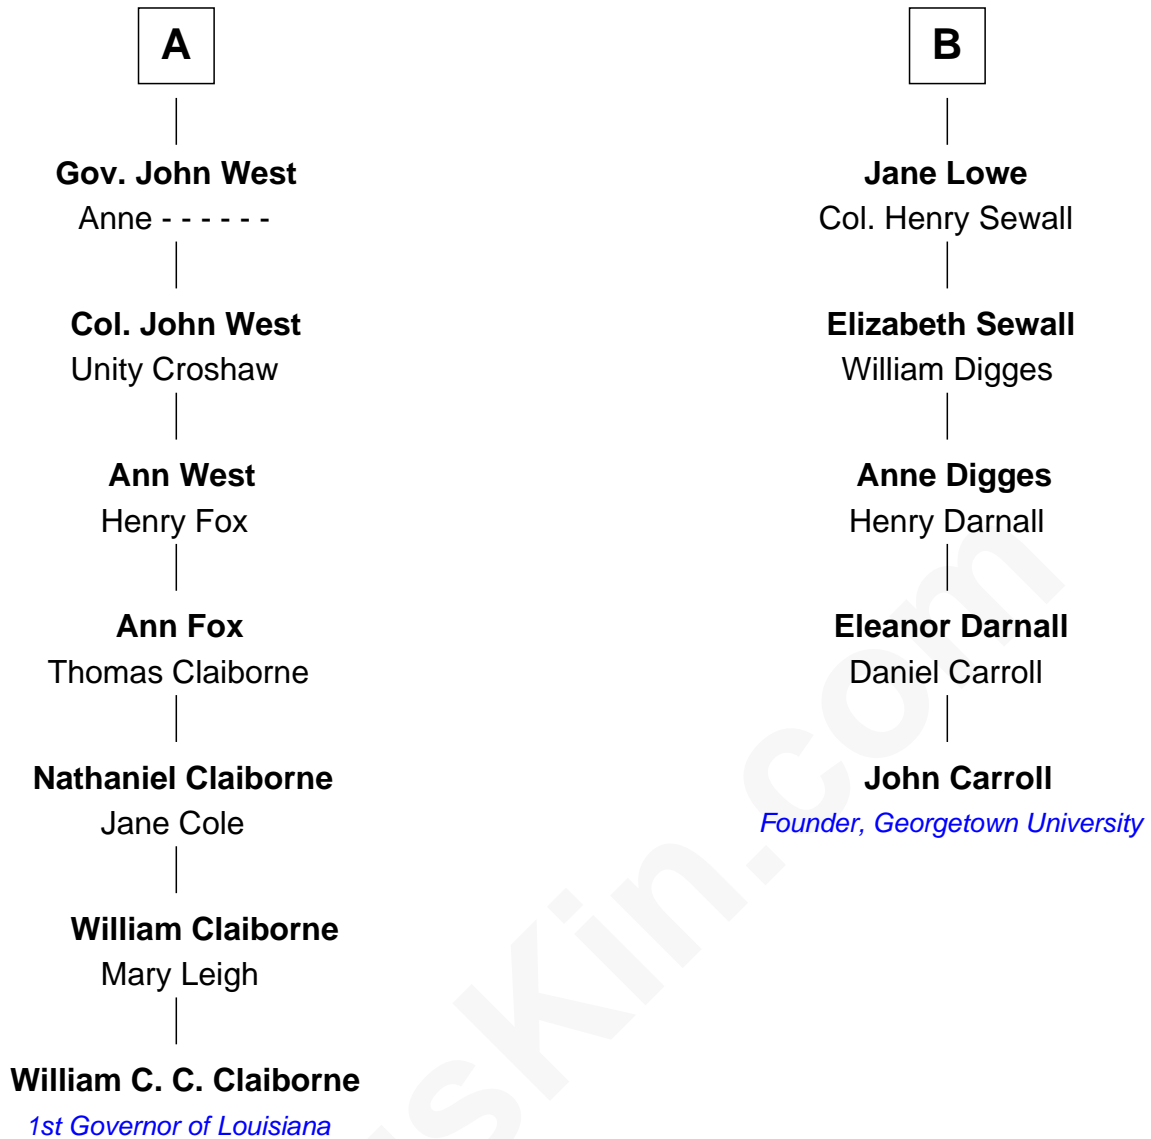 A
Gov. John West
Anne - - - - - -
Col. John West
Unity Croshaw
Ann West
Henry Fox
Ann Fox
Thomas Claiborne
Nathaniel Claiborne
Jane Cole
William Claiborne
Mary Leigh
William C. C. Claiborne
1st Governor of Louisiana
B
Jane Lowe
Col. Henry Sewall
Elizabeth Sewall
William Digges
Anne Digges
Henry Darnall
Eleanor Darnall
Daniel Carroll
John Carroll
Founder, Georgetown University
sKin.com